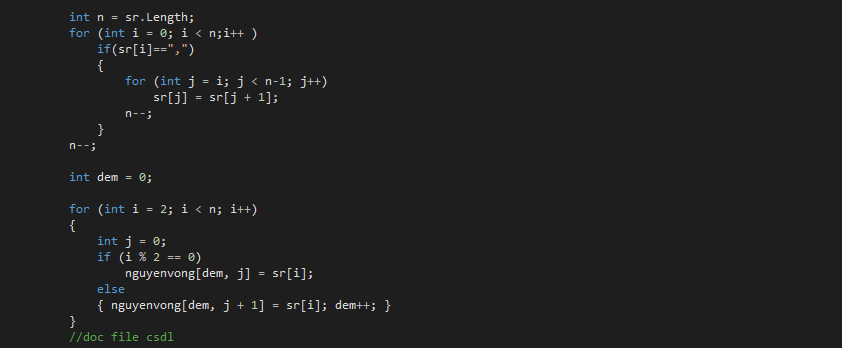 int n = sr.Length;
for (int i = 0; i < n;i++ )
if(sr[i]==",")
{
for (int j = i; j < n-1; j++)
sr[j] = sr[j + 1];
n--;
}
n--;
int dem = 0;
for (int i = 2; i < n; i++)
{
int j = 0;
if (i % 2 == 0)
nguyenvong[dem, j] = sr[i];
else
{ nguyenvong[dem, j + 1] = sr[i]; dem++; }
}
//doc file csdl